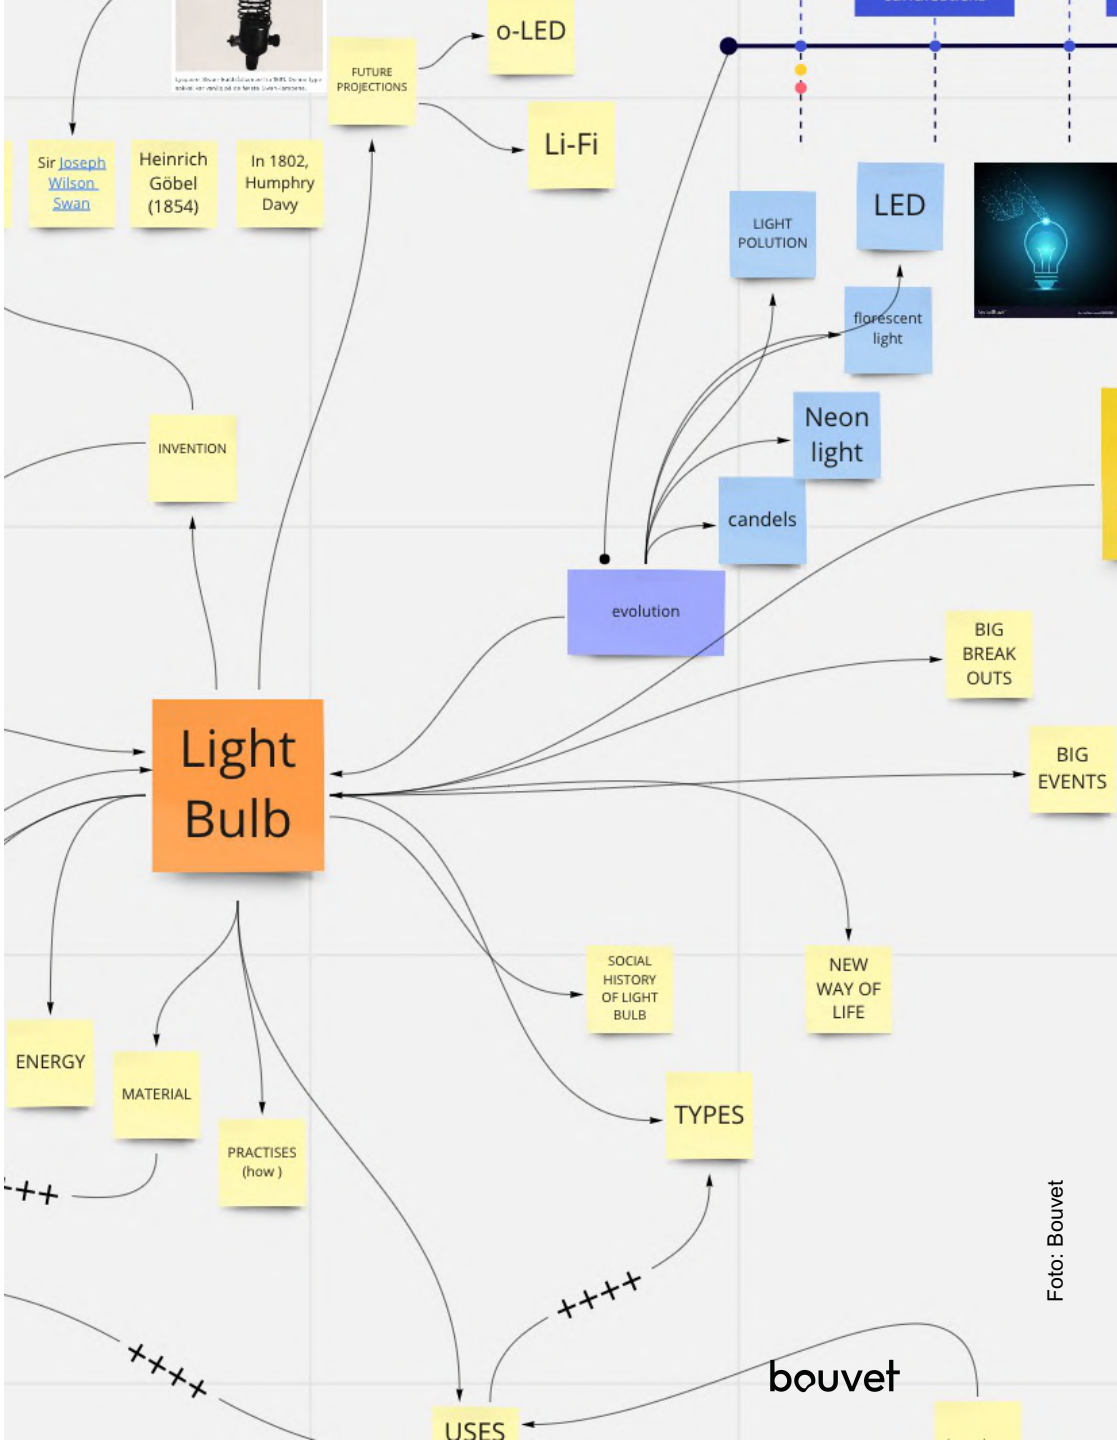 o-LED
FUTURE
PROJECTIONS
Li-Fi
Sir Joseph
Wilson
Swan
Heinrich
Göbel
(1854)
In 1802,
Humphry
Davy
LIGHT
POLUTION
LED
florescent
light
Neon
light
candels
INVENTION
evolution
BIG
BREAK
OUTS
Light
Bulb
BIG
EVENTS
SOCIAL
HISTORY
OF LIGHT
BULB
NEW
WAY OF
LIFE
ENERGY
MATERIAL
PRACTISES
(how )
TYPES
Foto: Bouvet
bouvet
USES